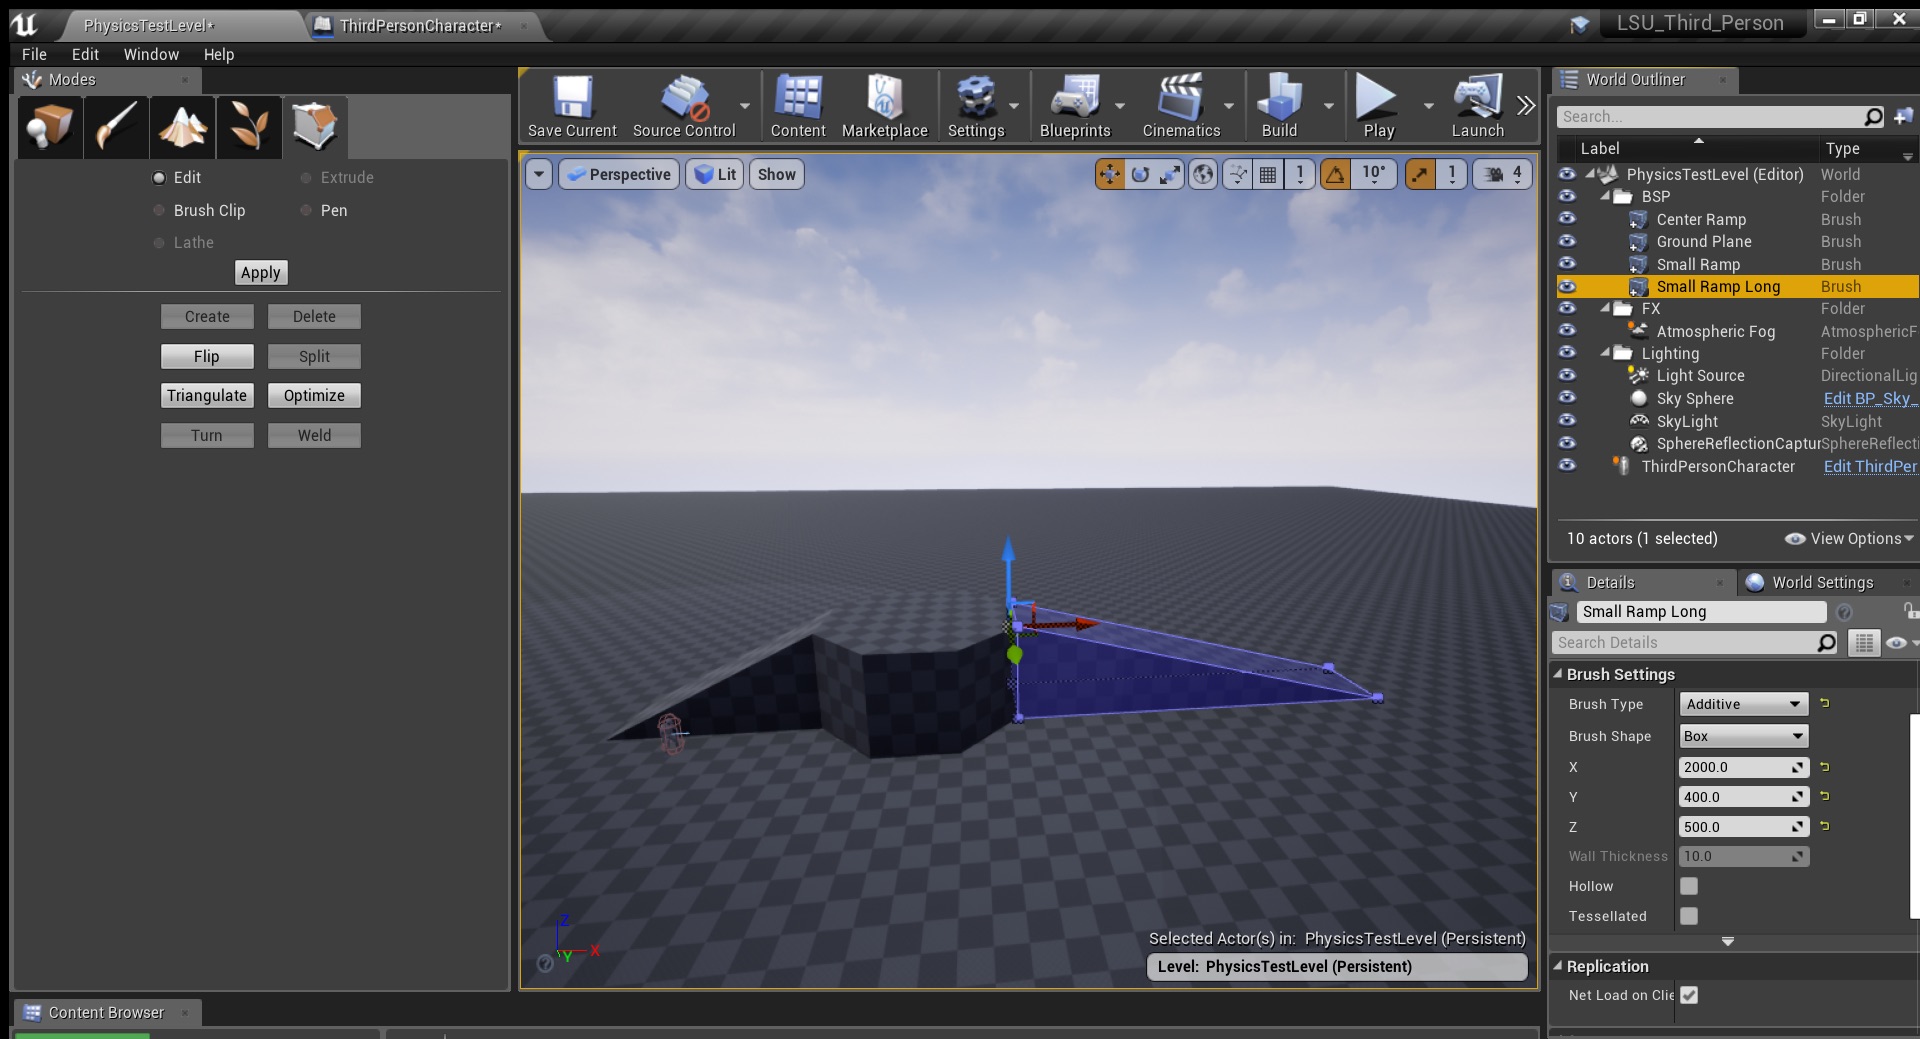 PhysicsTestLevel*
ThirdPersonCharacter*
LSU_Third_Person
File Edit Window Help
Modes
Edit Extrude
Brush Clip Pen
Lathe
Apply
Create Delete
Flip Split
Triangulate Optimize
Turn Weld
Save Current Source Control Content Marketplace Settings Blueprints Cinematics Build Play Launch
Perspective Lit Show 1 10° 1 4
Z
X
Y
Selected Actor(s) in: PhysicsTestLevel (Persistent)
Level: PhysicsTestLevel (Persistent)
World Outliner
Search...
Label Type
PhysicsTestLevel (Editor) World
BSP Folder
Center Ramp Brush
Ground Plane Brush
Small Ramp Brush
Small Ramp Long Brush
FX Folder
Atmospheric Fog AtmosphericF
Lighting Folder
Light Source DirectionalLig
Sky Sphere Edit BP_Sky_
SkyLight SkyLight
SphereReflectionCaptur SphereReflecti
ThirdPersonCharacter Edit ThirdPer
10 actors (1 selected) View Options
Details World Settings
Small Ramp Long
Search Details
Brush Settings
Brush Type Additive
Brush Shape Box
X 2000.0
Y 400.0
Z 500.0
Wall Thickness 10.0
Hollow
Tessellated
Replication
Net Load on Clie
Content Browser